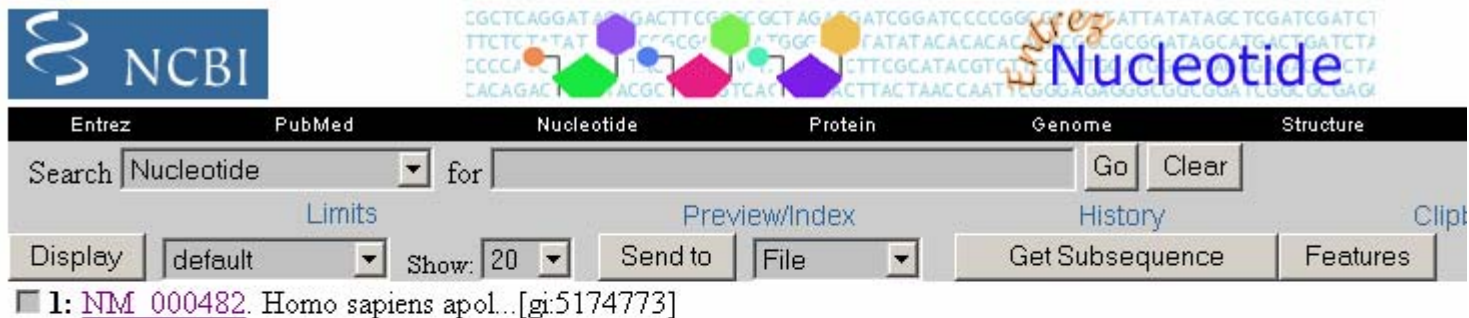 NCBI
Entrez Nucleotide
Entrez PubMed Nucleotide Protein Genome Structure
Search Nucleotide for Go Clear
Limits Preview/Index History
Display default Show: 20 Send to File Get Subsequence Features
1: NM_000482. Homo sapiens apol...[gi:5174773]